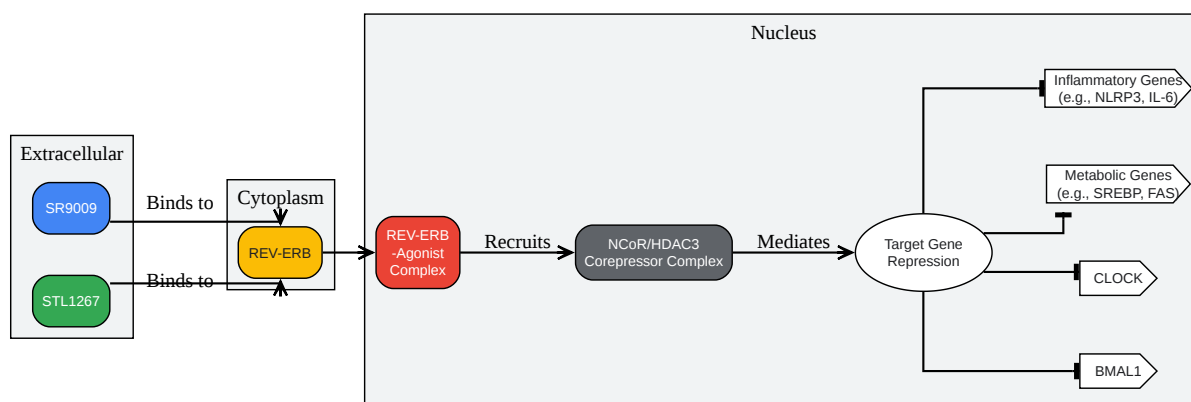 Nucleus
Inflammatory Genes
(e.g., NLRP3, IL-6)
Extracellular
Metabolic Genes
(e.g., SREBP, FAS)
SR9009
Binds to
Cytoplasm
REV-ERB
REV-ERB
-Agonist
Complex
Recruits
NCoR/HDAC3
Corepressor Complex
Mediates
Target Gene
Repression
STL1267
Binds to
CLOCK
BMAL1